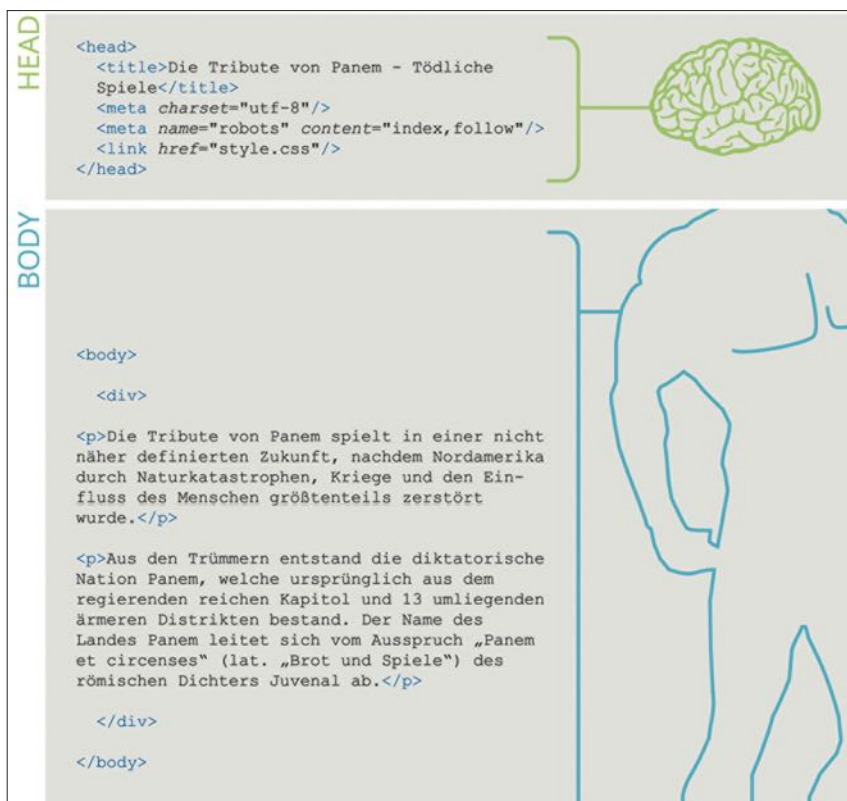 HEAD
<head>
<title>Die Tribute von Panem - Tödliche
Spiele</title>
<meta charset="utf-8"/>
<meta name="robots" content="index,follow"/>
<link href="style.css"/>
</head>
BODY
<body>
<div>
<p>Die Tribute von Panem spielt in einer nicht
näher definierten Zukunft, nachdem Nordamerika
durch Naturkatastrophen, Kriege und den Ein-
fluss des Menschen größtenteils zerstört
wurde.</p>
<p>Aus den Trümmern entstand die diktatorische
Nation Panem, welche ursprünglich aus dem
regierenden reichen Kapitol und 13 umliegenden
ärmeren Distrikten bestand. Der Name des
Landes Panem leitet sich vom Ausspruch „Panem
et circenses“ (lat. „Brot und Spiele“) des
römischen Dichters Juvenal ab.</p>
</div>
</body>